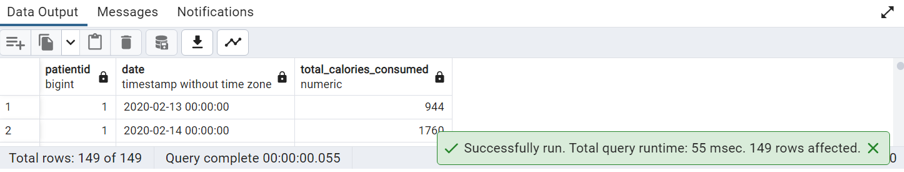 Data Output Messages Notifications
patientid date total_calories_consumed
bigint timestamp without time zone numeric
1 1 2020-02-13 00:00:00 944
2 1 2020-02-14 00:00:00 1760
Successfully run. Total query runtime: 55 msec. 149 rows affected.
Total rows: 149 of 149 Query complete 00:00:00.055 0